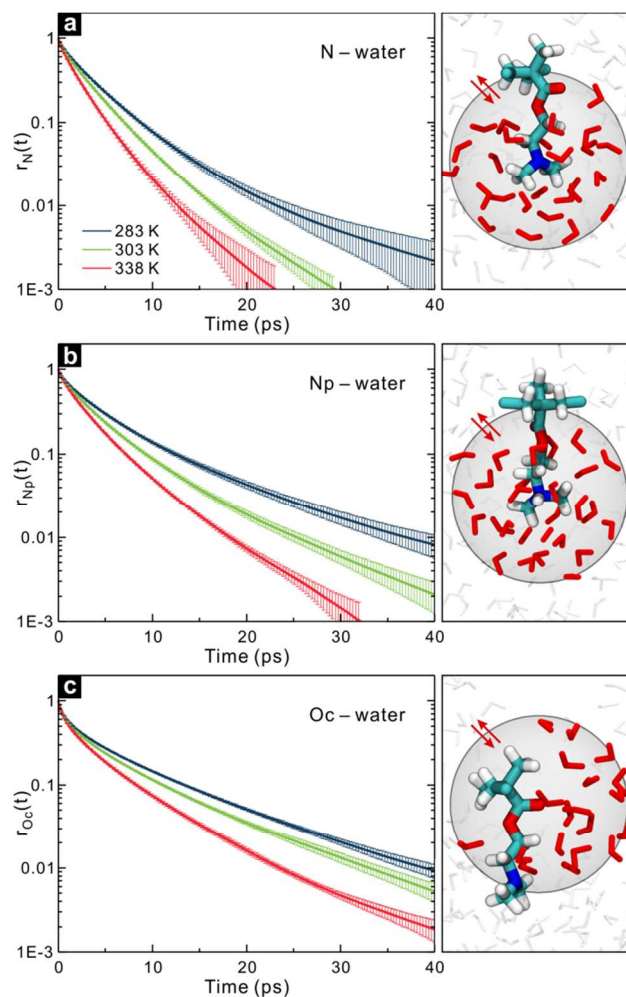 a
N – water
r_N(t)
1
0.1
0.01
1E-3
283 K
303 K
338 K
0 10 20 30 40
Time (ps)
b
Np – water
r_Np(t)
1
0.1
0.01
1E-3
0 10 20 30 40
Time (ps)
c
Oc – water
r_Oc(t)
1
0.1
0.01
1E-3
0 10 20 30 40
Time (ps)